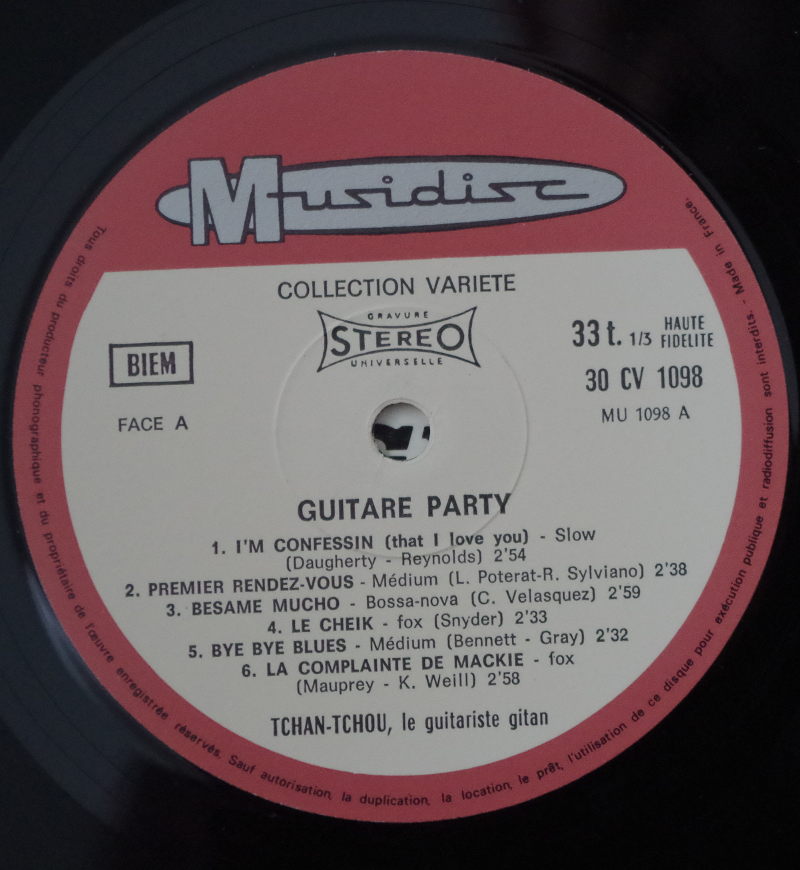 Musidisc
COLLECTION VARIETE
GRAVURE
STEREO
UNIVERSELLE
33 t. 1/3 HAUTE FIDELITE
BIEM
30 CV 1098
FACE A
MU 1098 A
GUITARE PARTY
1. I'M CONFESSIN (that I love you) - Slow
(Daugherty - Reynolds) 2'54
2. PREMIER RENDEZ-VOUS - Médium (L. Poterat-R. Sylviano) 2'38
3. BESAME MUCHO - Bossa-nova (C. Velasquez) 2'59
4. LE CHEIK - fox (Snyder) 2'33
5. BYE BYE BLUES - Médium (Bennett - Gray) 2'32
6. LA COMPLAINTE DE MACKIE - fox
(Mauprey - K. Weill) 2'58
TCHAN-TCHOU, le guitariste gitan
Tous droits du producteur phonographique et du propriétaire de l'œuvre enregistrée réservés. Sauf autorisation, la duplication, la location, le prêt, l'utilisation de ce disque pour exécution publique et radiodiffusion sont interdits. - Made in France.